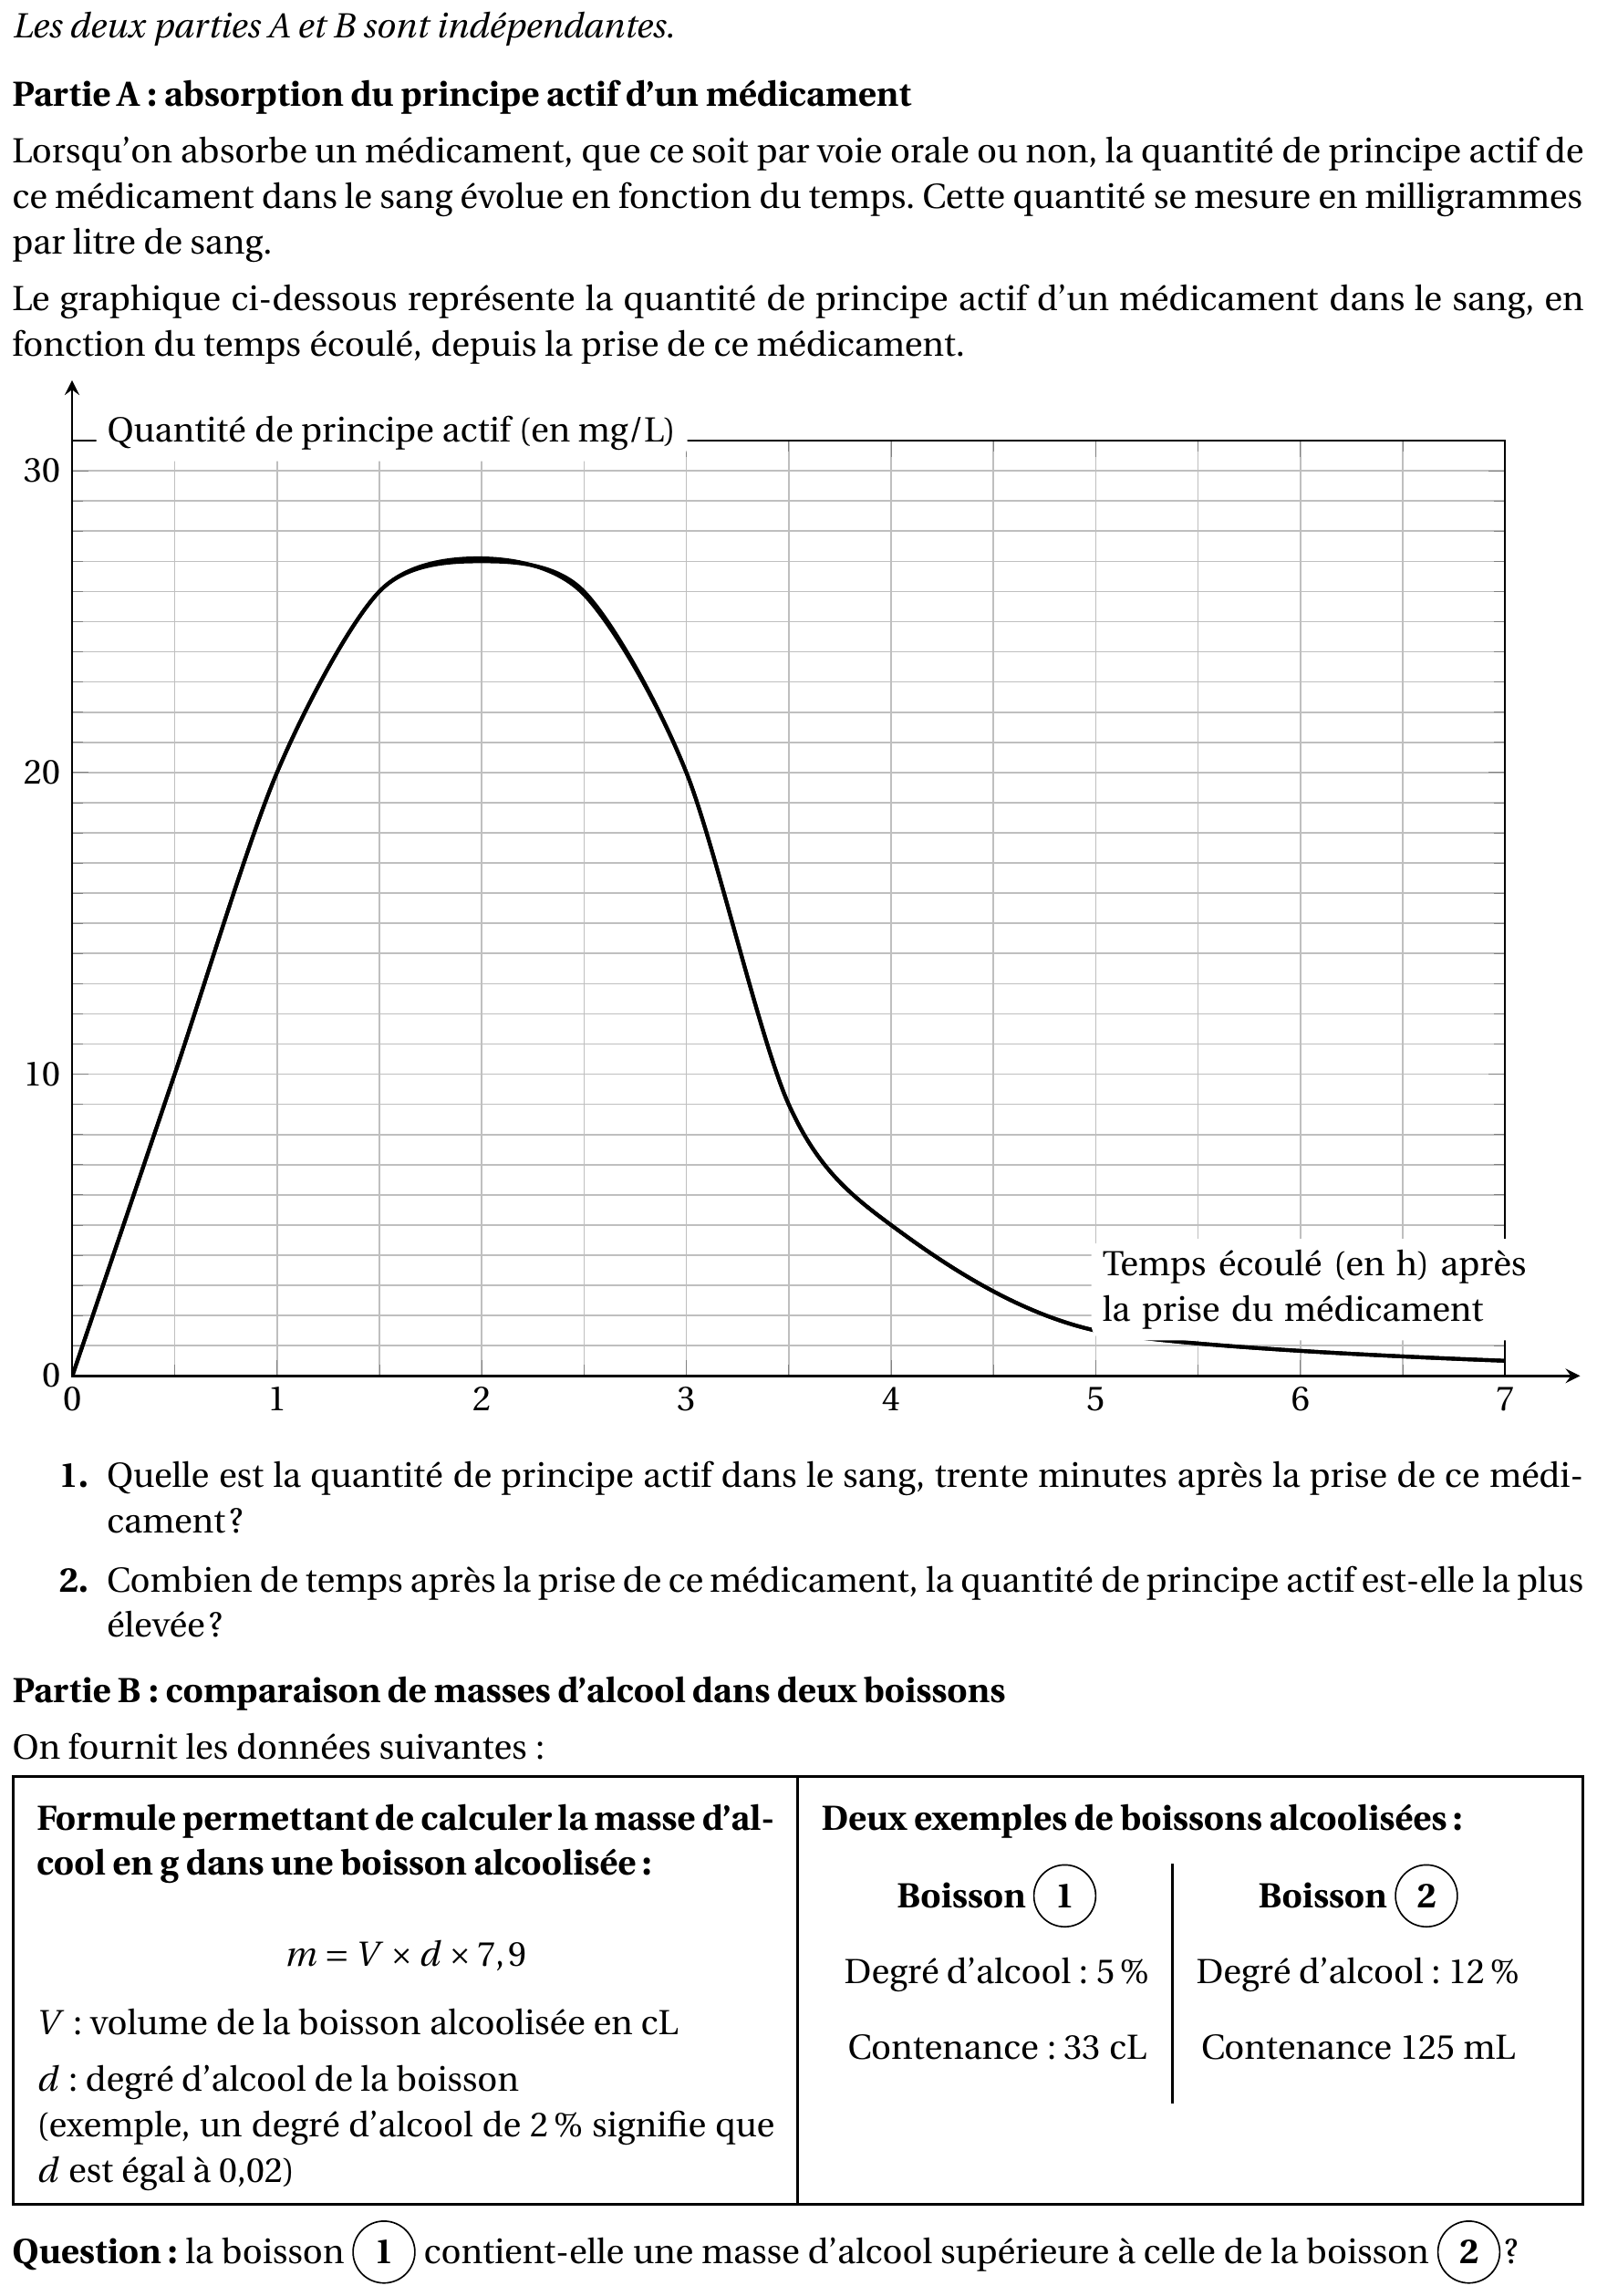 Les deux parties A et B sont indépendantes.
Partie A : absorption du principe actif d’un médicament
Lorsqu’on absorbe un médicament, que ce soit par voie orale ou non, la quantité de principe actif de
ce médicament dans le sang évolue en fonction du temps. Cette quantité se mesure en milligrammes
par litre de sang.
Le graphique ci-dessous représente la quantité de principe actif d’un médicament dans le sang, en
fonction du temps écoulé, depuis la prise de ce médicament.
Quantité de principe actif (en mg/L)
30
20
10
0
Temps écoulé (en h) après
la prise du médicament
0 1 2 3 4 5 6 7
1. Quelle est la quantité de principe actif dans le sang, trente minutes après la prise de ce médi-
cament ?
2. Combien de temps après la prise de ce médicament, la quantité de principe actif est-elle la plus
élevée ?
Partie B : comparaison de masses d’alcool dans deux boissons
On fournit les données suivantes :
Formule permettant de calculer la masse d’al-
cool en g dans une boisson alcoolisée :
m = V × d × 7,9
V : volume de la boisson alcoolisée en cL
d : degré d’alcool de la boisson
(exemple, un degré d’alcool de 2 % signifie que
d est égal à 0,02)
Deux exemples de boissons alcoolisées :
Boisson 1
Degré d’alcool : 5 %
Contenance : 33 cL
Boisson 2
Degré d’alcool : 12 %
Contenance 125 mL
Question : la boisson 1 contient-elle une masse d’alcool supérieure à celle de la boisson 2 ?